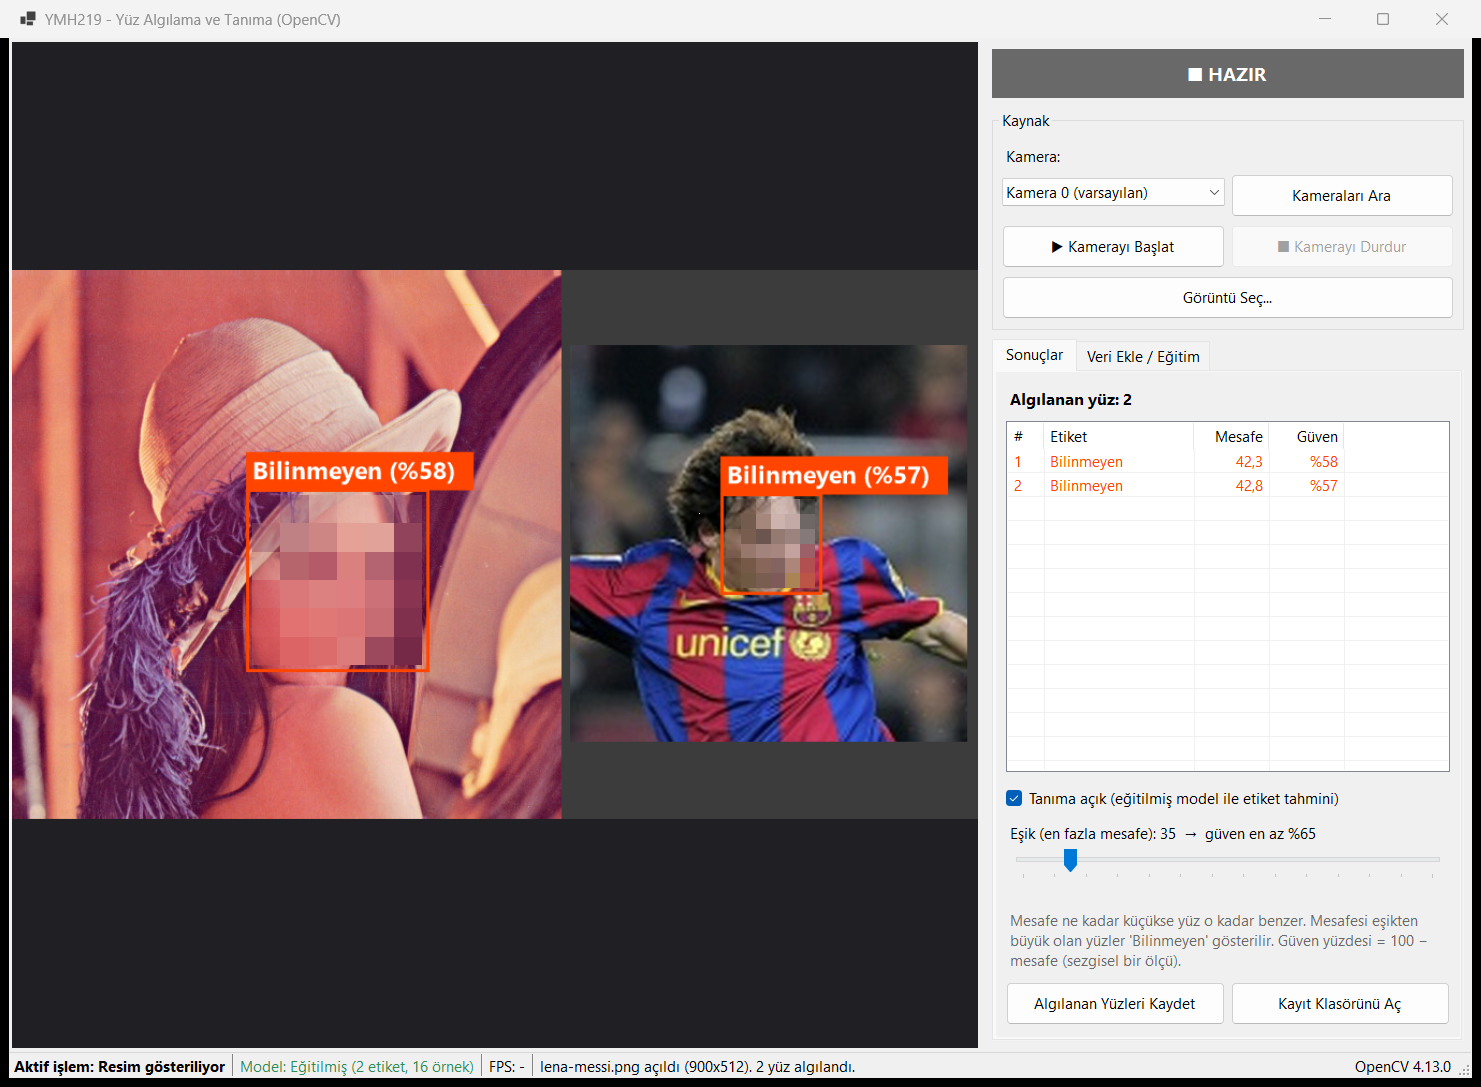 YMH219 - Yüz Algılama ve Tanıma (OpenCV)
■ HAZIR
Kaynak
Kamera:
Kamera 0 (varsayılan)
Kameraları Ara
▶ Kamerayı Başlat
■ Kamerayı Durdur
Görüntü Seç...
Sonuçlar
Veri Ekle / Eğitim
Algılanan yüz: 2
# Etiket Mesafe Güven
1 Bilinmeyen 42,3 %58
2 Bilinmeyen 42,8 %57
Tanıma açık (eğitilmiş model ile etiket tahmini)
Eşik (en fazla mesafe): 35 → güven en az %65
Mesafe ne kadar küçükse yüz o kadar benzer. Mesafesi eşikten
büyük olan yüzler 'Bilinmeyen' gösterilir. Güven yüzdesi = 100 −
mesafe (sezgisel bir ölçü).
Algılanan Yüzleri Kaydet
Kayıt Klasörünü Aç
Bilinmeyen (%58)
Bilinmeyen (%57)
unicef
Aktif işlem: Resim gösteriliyor
Model: Eğitilmiş (2 etiket, 16 örnek)
FPS: -
lena-messi.png açıldı (900x512). 2 yüz algılandı.
OpenCV 4.13.0